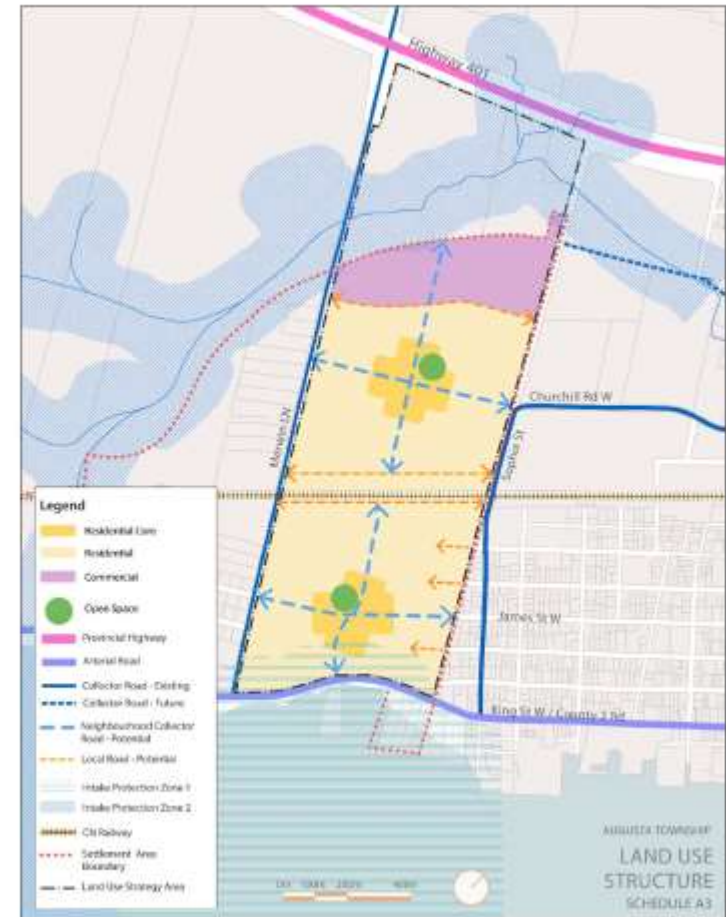 Highway 401
Merwin LN
Churchill Rd W
Sophia St
James St W
King St W / County 2 Rd
Legend
Residential Core
Residential
Commercial
Open Space
Provincial Highway
Arterial Road
Collector Road - Existing
Collector Road - Future
Neighbourhood Collector
Road - Potential
Local Road - Potential
Intake Protection Zone 1
Intake Protection Zone 2
CN Railway
Settlement Area
Boundary
Land Use Strategy Area
AUGUSTA TOWNSHIP
LAND USE
STRUCTURE
SCHEDULE A3